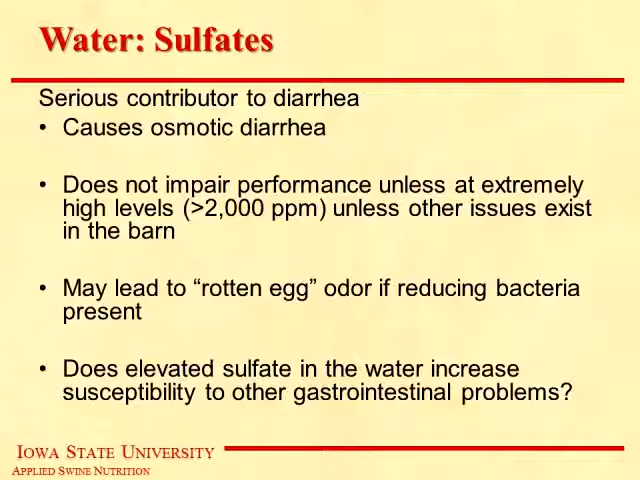 Water: Sulfates
Serious contributor to diarrhea
• Causes osmotic diarrhea
• Does not impair performance unless at extremely
high levels (>2,000 ppm) unless other issues exist
in the barn
• May lead to “rotten egg” odor if reducing bacteria
present
• Does elevated sulfate in the water increase
susceptibility to other gastrointestinal problems?
IOWA STATE UNIVERSITY
APPLIED SWINE NUTRITION